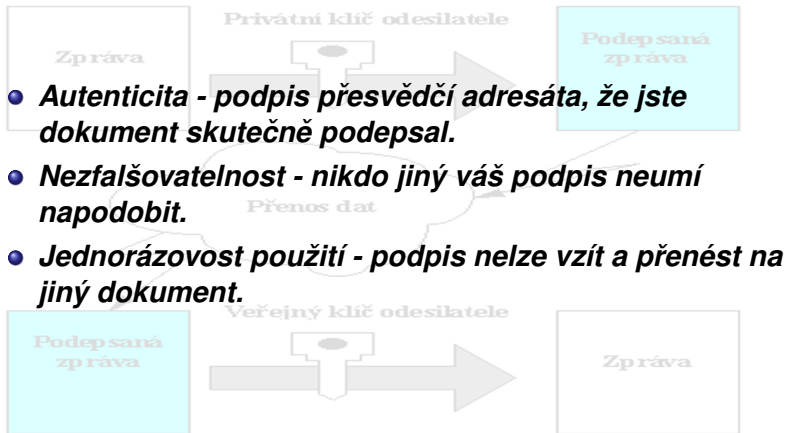 Privátní klíč odesilatele
Zpráva
Podepsaná
zpráva
Autenticita - podpis přesvědčí adresáta, že jste
dokument skutečně podepsal.
Nezfalšovatelnost - nikdo jiný váš podpis neumí
napodobit.
Přenos dat
Jednorázovost použití - podpis nelze vzít a přenést na
jiný dokument.
Veřejný klíč odesilatele
Podepsaná
zpráva
Zpráva